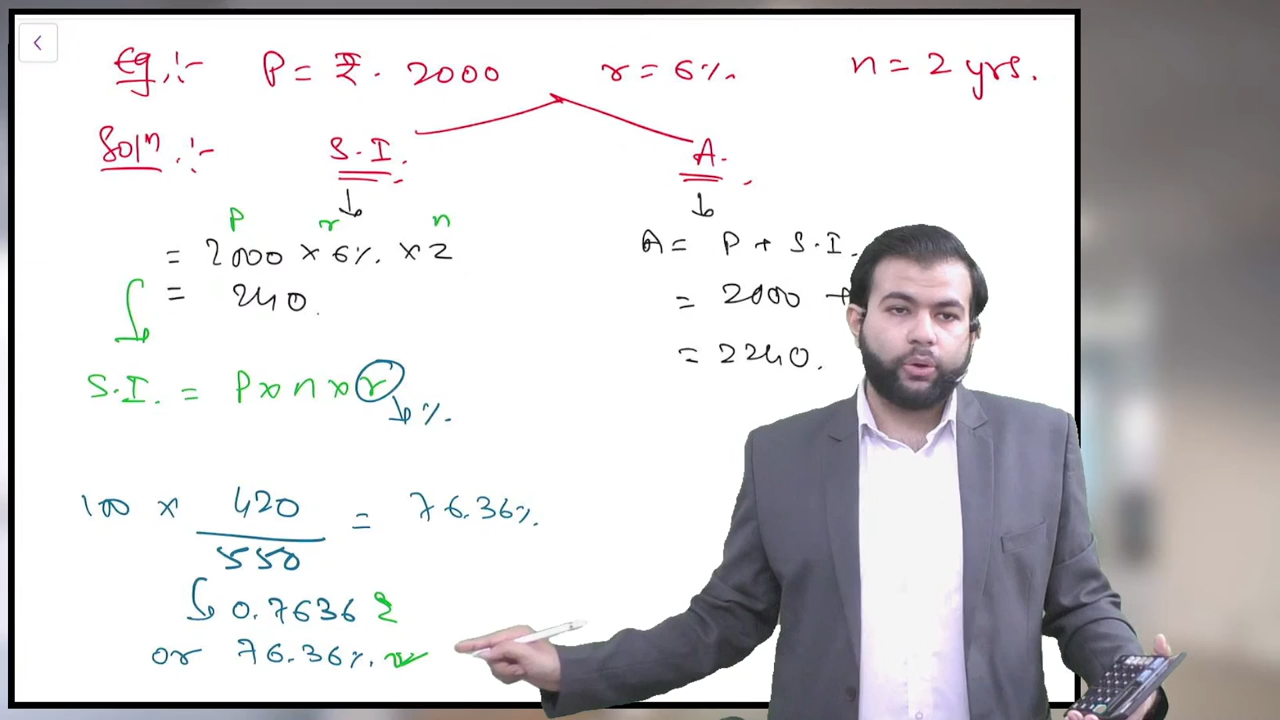 Eg.:- P = ₹. 2000 r = 6% n = 2 yrs.
Solⁿ.:- S.I. A.
P r n
= 2000 × 6% × 2
= 240.
A = P + S.I.
= 2000 +
= 2240.
S.I. = P × n × r
%.
100 × 420/550 = 76.36%.
0.7636
or 76.36%.